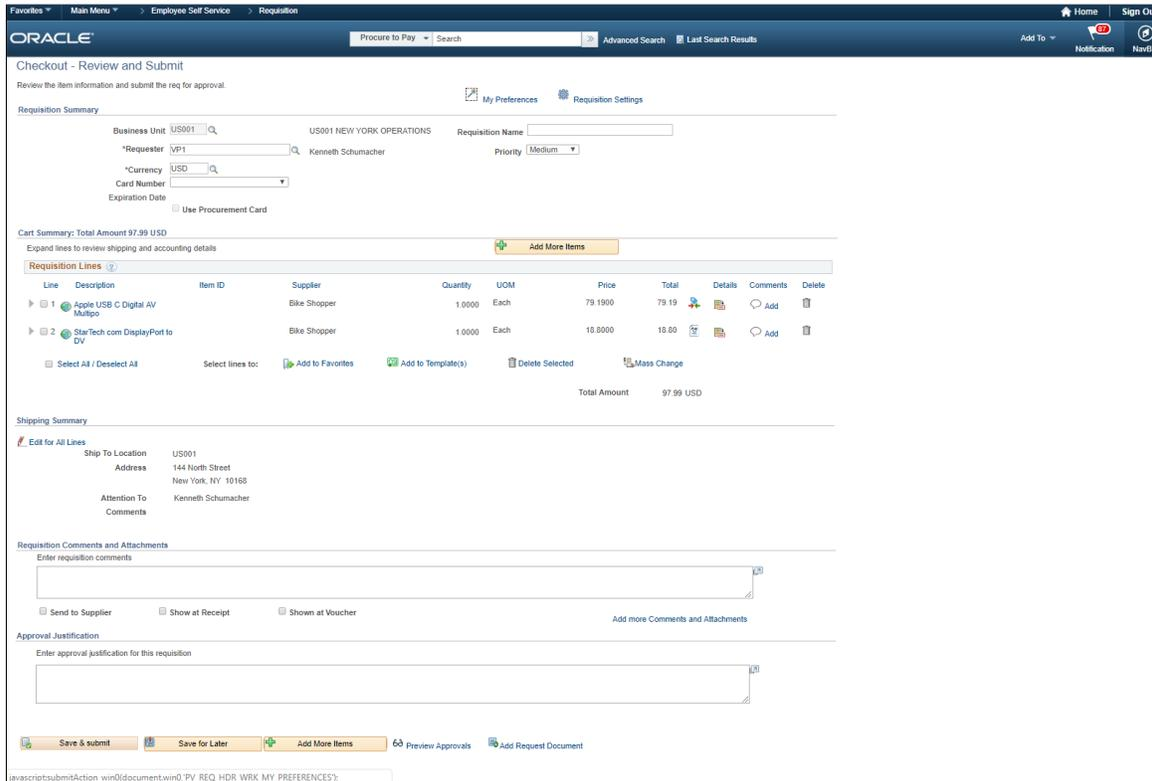 Favorites Main Menu > Employee Self Service > Requisition Home Sign Ou
ORACLE Procure to Pay Search » Advanced Search Last Search Results Add To 87
Notification NavB
Checkout - Review and Submit
Review the item information and submit the req for approval.
My Preferences Requisition Settings
Requisition Summary
Business Unit US001 US001 NEW YORK OPERATIONS Requisition Name
*Requester VP1 Kenneth Schumacher Priority Medium
*Currency USD
Card Number
Expiration Date
Use Procurement Card
Cart Summary: Total Amount 97.99 USD
Expand lines to review shipping and accounting details Add More Items
Requisition Lines ?
Line Description Item ID Supplier Quantity UOM Price Total Details Comments Delete
1 Apple USB C Digital AV Bike Shopper 1.0000 Each 79.1900 79.19 Add
Multipo
2 StarTech com DisplayPort to Bike Shopper 1.0000 Each 18.8000 18.80 Add
DV
Select All / Deselect All Select lines to: Add to Favorites Add to Template(s) Delete Selected Mass Change
Total Amount 97.99 USD
Shipping Summary
Edit for All Lines
Ship To Location US001
Address 144 North Street
New York, NY 10168
Attention To Kenneth Schumacher
Comments
Requisition Comments and Attachments
Enter requisition comments
Send to Supplier Show at Receipt Shown at Voucher
Add more Comments and Attachments
Approval Justification
Enter approval justification for this requisition
Save & submit Save for Later Add More Items Preview Approvals Add Request Document
javascript:submitAction_win0(document.win0,'PV_REQ_HDR_WRK_MY_PREFERENCES');